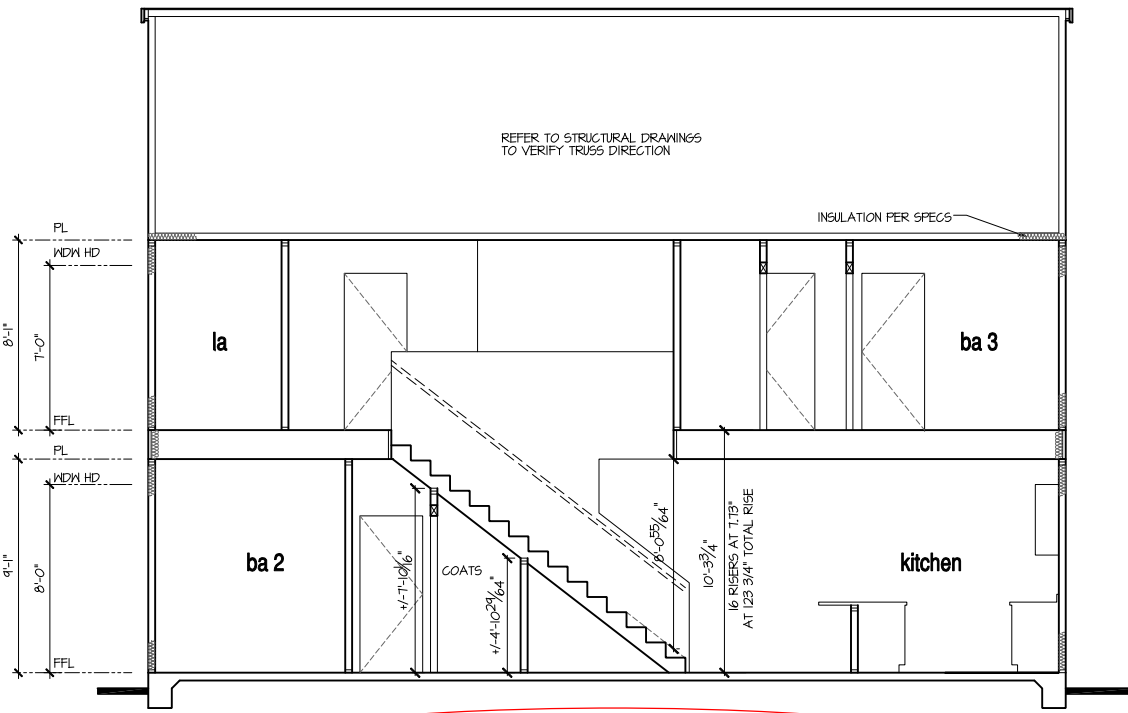 REFER TO STRUCTURAL DRAWINGS
TO VERIFY TRUSS DIRECTION
INSULATION PER SPECS
PL
WDW HD
8'-1"
7'-0"
la
ba 3
FFL
PL
WDW HD
9'-1"
8'-0"
ba 2
+/-7'-10 1/16"
COATS
+/-4'-10 29/64"
55/64"
10'-3 3/4"
16 RISERS AT 7.73"
AT 123 3/4" TOTAL RISE
kitchen
FFL